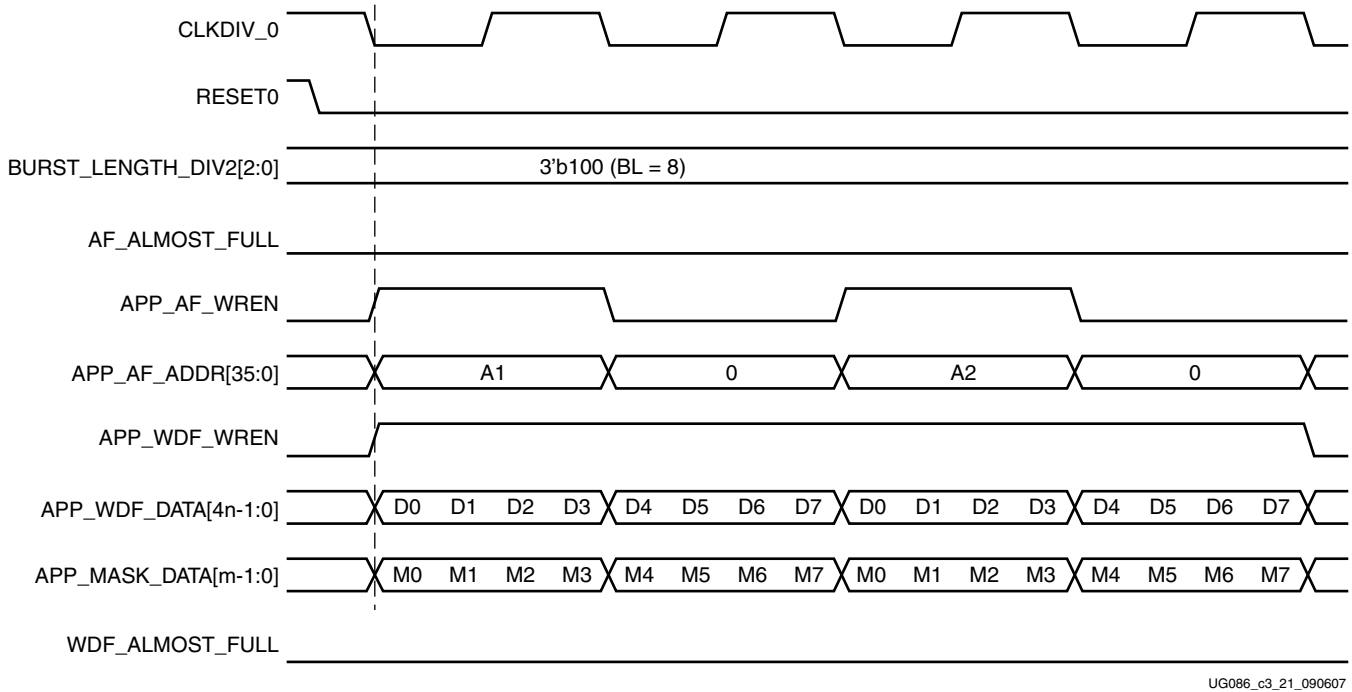 CLKDIV_0
RESET0
BURST_LENGTH_DIV2[2:0] 3'b100 (BL = 8)
AF_ALMOST_FULL
APP_AF_WREN
APP_AF_ADDR[35:0] A1 0 A2 0
APP_WDF_WREN
APP_WDF_DATA[4n-1:0] D0 D1 D2 D3 D4 D5 D6 D7 D0 D1 D2 D3 D4 D5 D6 D7
APP_MASK_DATA[m-1:0] M0 M1 M2 M3 M4 M5 M6 M7 M0 M1 M2 M3 M4 M5 M6 M7
WDF_ALMOST_FULL
UG086_c3_21_090607